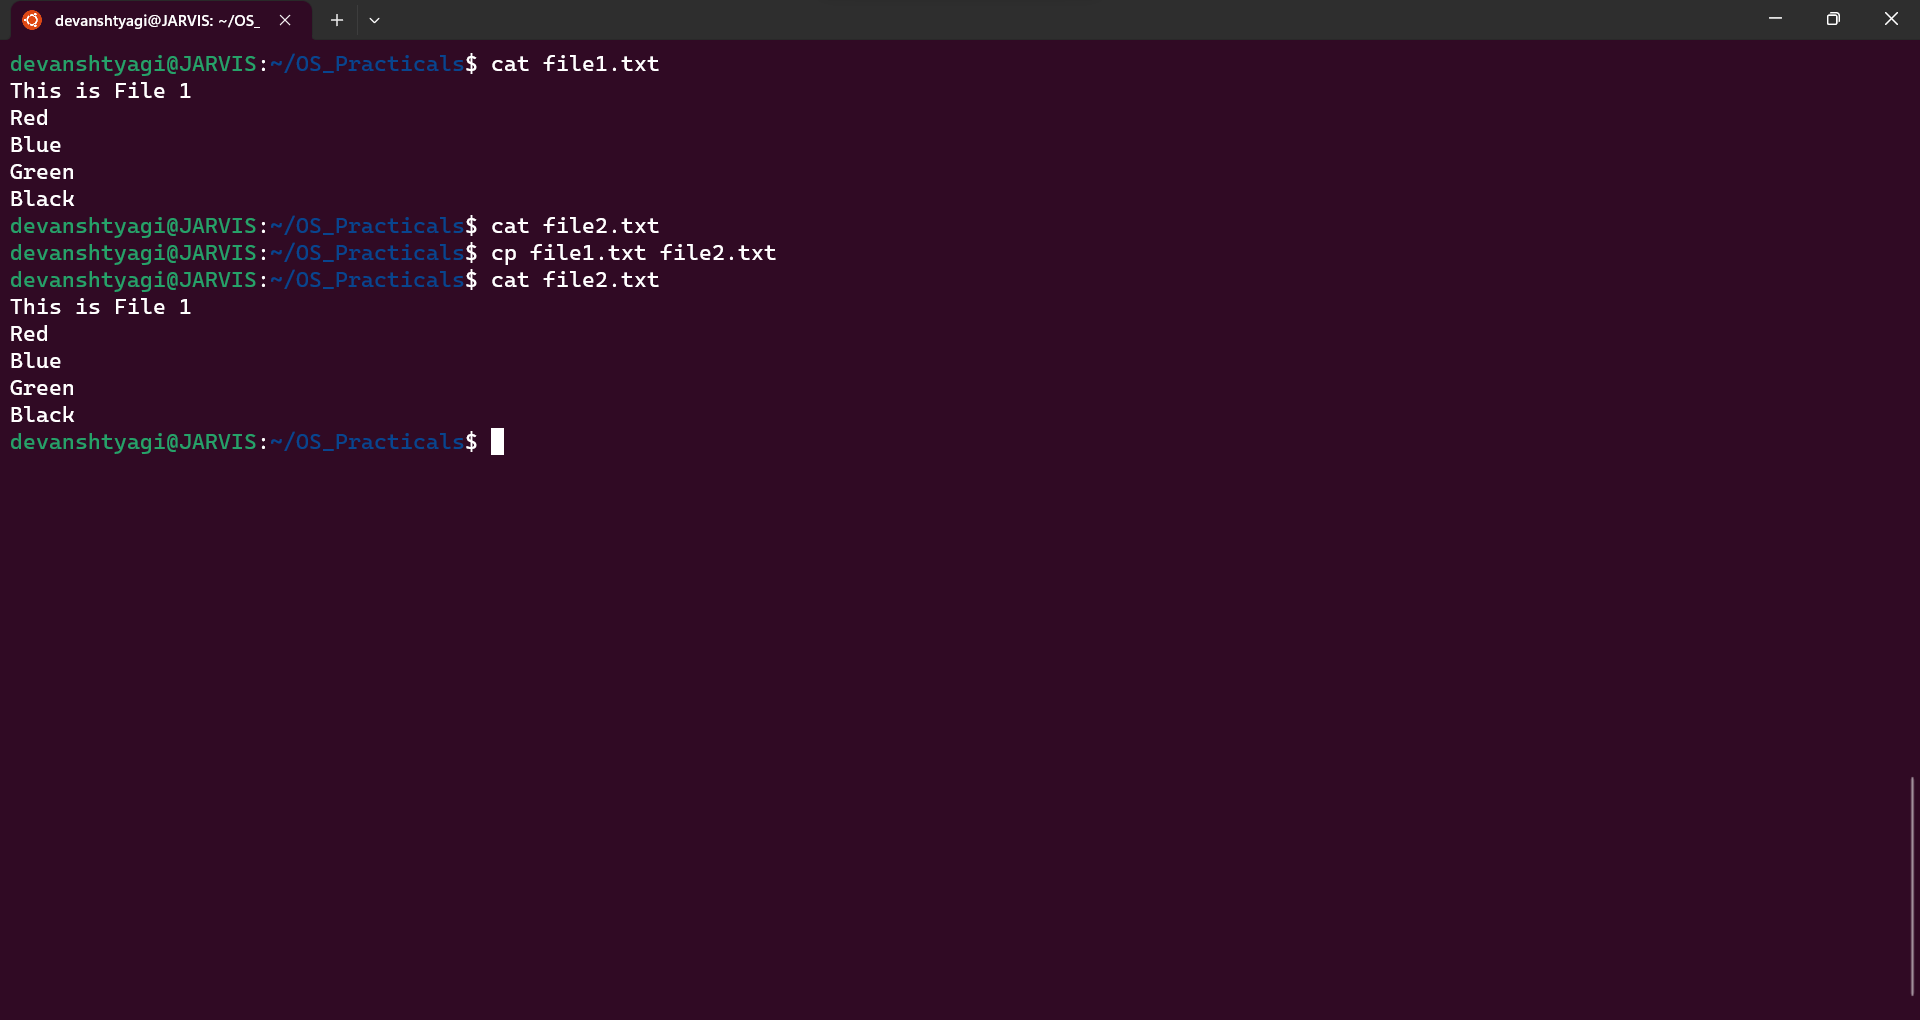 devanshtyagi@JARVIS: ~/OS_
devanshtyagi@JARVIS:~/OS_Practicals$ cat file1.txt
This is File 1
Red
Blue
Green
Black
devanshtyagi@JARVIS:~/OS_Practicals$ cat file2.txt
devanshtyagi@JARVIS:~/OS_Practicals$ cp file1.txt file2.txt
devanshtyagi@JARVIS:~/OS_Practicals$ cat file2.txt
This is File 1
Red
Blue
Green
Black
devanshtyagi@JARVIS:~/OS_Practicals$